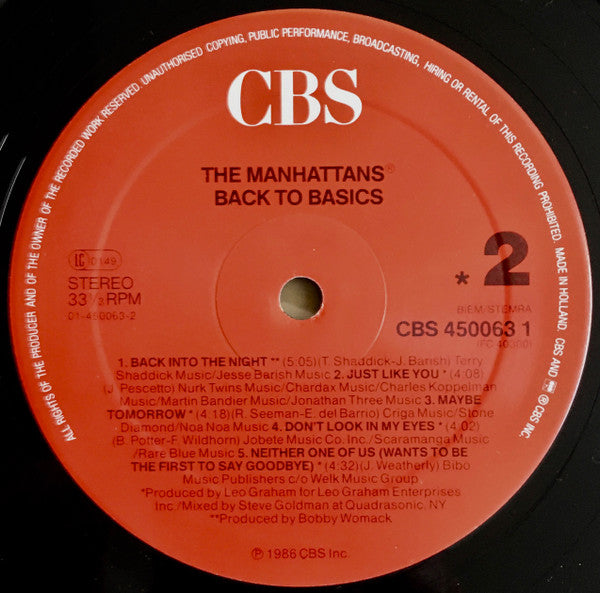 ALL RIGHTS OF THE PRODUCER AND OF THE OWNER OF THE RECORDED WORK RESERVED. UNAUTHORISED COPYING, PUBLIC PERFORMANCE, BROADCASTING, HIRING OR RENTAL OF THIS RECORDING PROHIBITED. MADE IN HOLLAND. CBS AND ℗ CBS INC.
CBS
THE MANHATTANS®
BACK TO BASICS
LC 0149
STEREO
33⅓ RPM
01-450063-2
* 2
BIEM/STEMRA
CBS 450063 1
(FC 40300)
1. BACK INTO THE NIGHT ** (5:05)(T. Shaddick-J. Barish) Terry
Shaddick Music/Jesse Barish Music 2. JUST LIKE YOU * (4:08)
(J. Pescetto) Nurk Twins Music/Chardax Music/Charles Koppelman
Music/Martin Bandier Music/Jonathan Three Music 3. MAYBE
TOMORROW * (4:18)(R. Seeman-E. del Barrio) Criga Music/Stone
Diamond/Noa Noa Music 4. DON'T LOOK IN MY EYES * (4:02)
(B. Potter-F. Wildhorn) Jobete Music Co. Inc./Scaramanga Music
/Rare Blue Music 5. NEITHER ONE OF US (WANTS TO BE
THE FIRST TO SAY GOODBYE) * (4:32)(J. Weatherly) Bibo
Music Publishers c/o Welk Music Group.
*Produced by Leo Graham for Leo Graham Enterprises
Inc./Mixed by Steve Goldman at Quadrasonic, NY
**Produced by Bobby Womack
℗ 1986 CBS Inc.